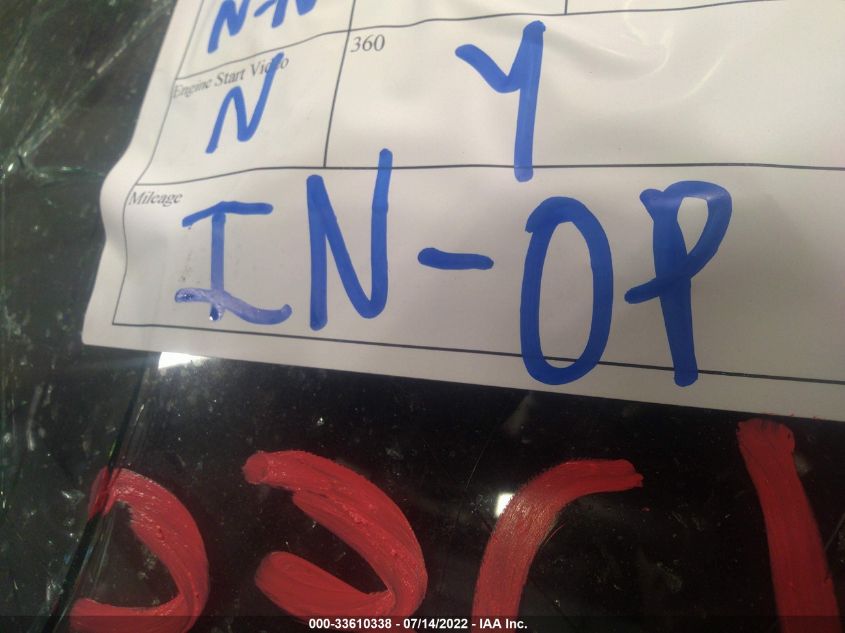 N-N
Engine Start Video
360
N
Y
Mileage
IN-OP
000-33610338 - 07/14/2022 - IAA Inc.